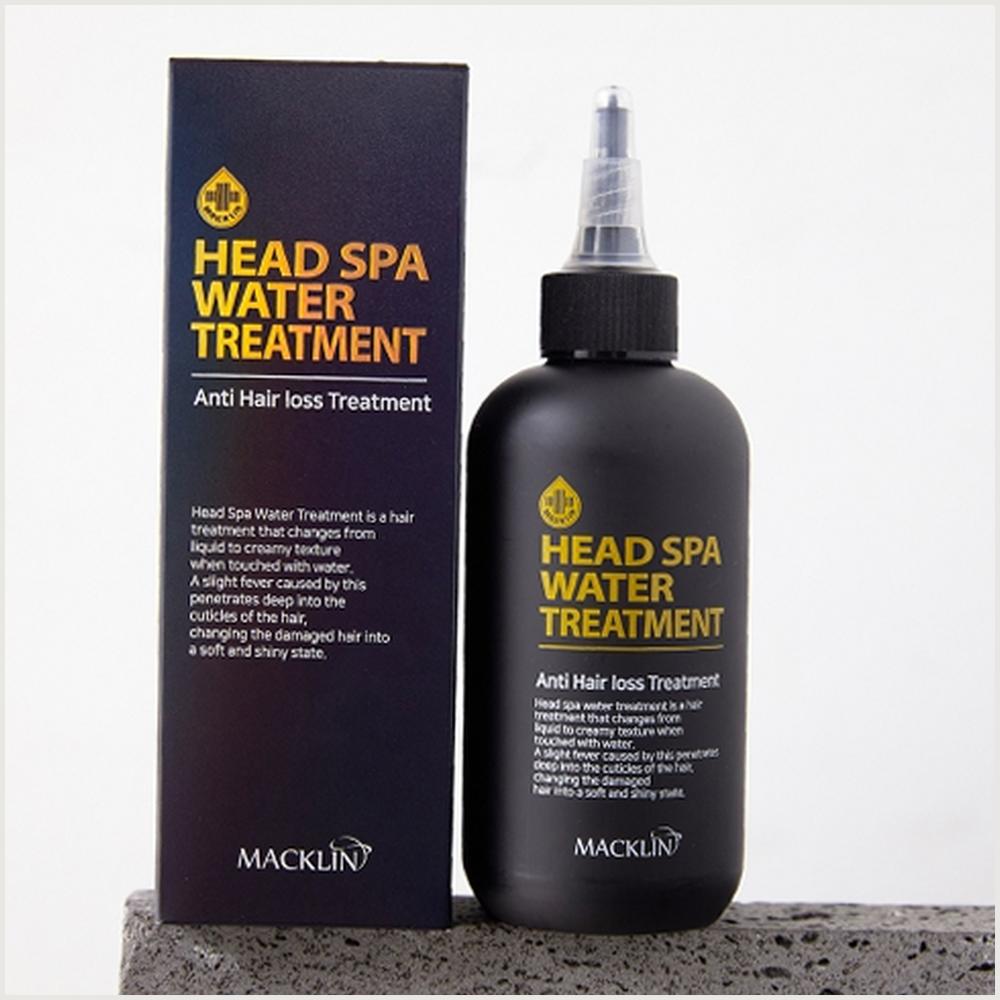 MACKLIN
HEAD SPA
WATER
TREATMENT
Anti Hair loss Treatment
Head Spa Water Treatment is a hair
treatment that changes from
liquid to creamy texture
when touched with water.
A slight fever caused by this
penetrates deep into the
cuticles of the hair,
changing the damaged hair into
a soft and shiny state.
MACKLIN
MACKLIN
HEAD SPA
WATER
TREATMENT
Anti Hair loss Treatment
Head spa water treatment is a hair
treatment that changes from
liquid to creamy texture when
touched with water.
A slight fever caused by this penetrates
deep into the cuticles of the hair,
changing the damaged
hair into a soft and shiny state.
MACKLIN